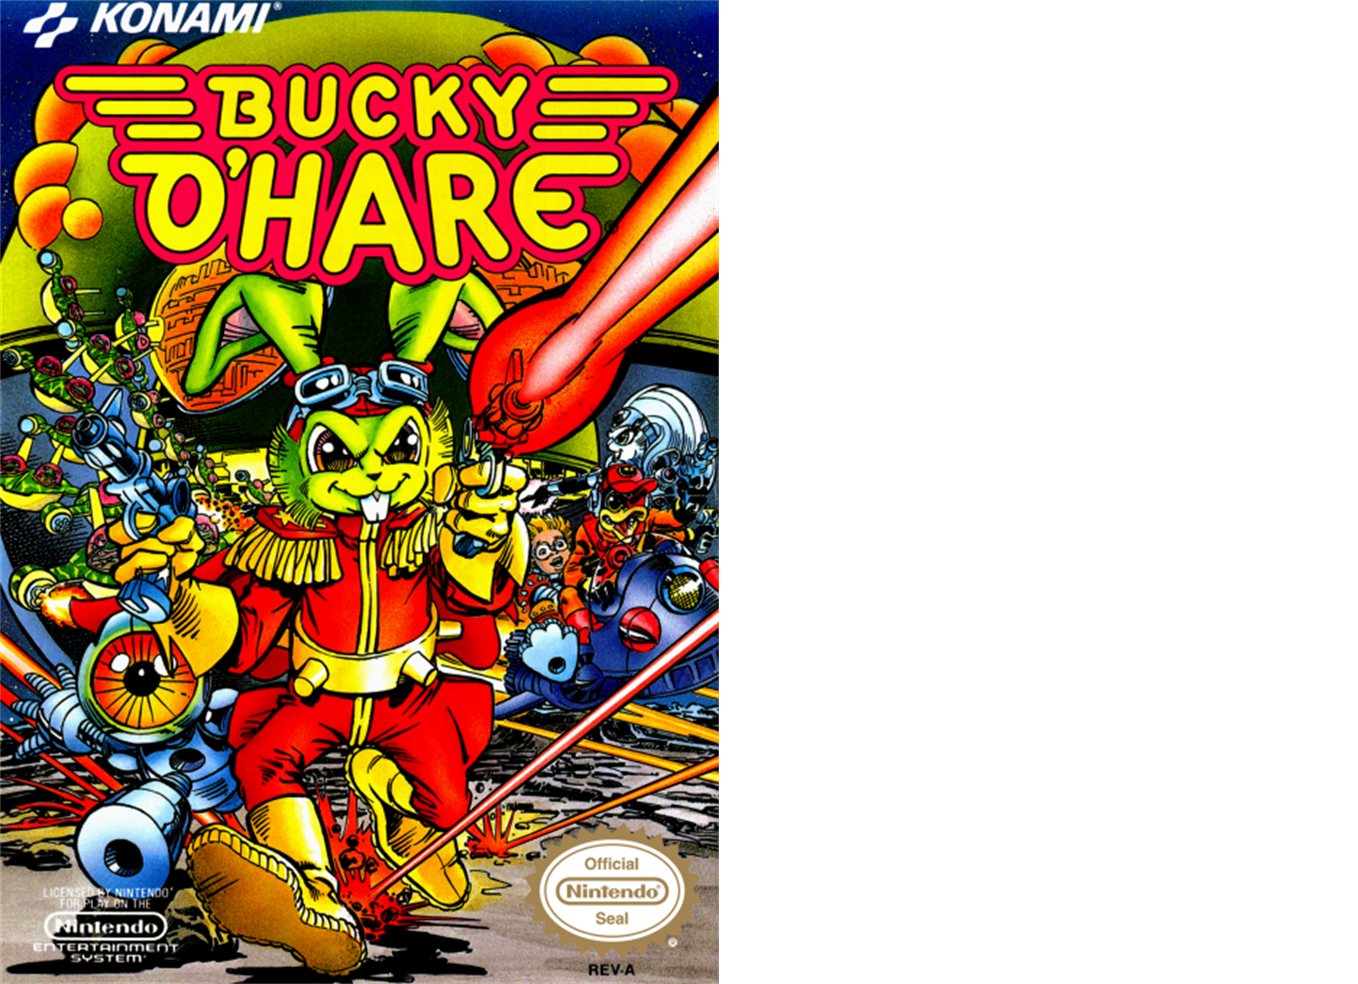 KONAMI®
BUCKY
O'HARE
®
LICENSED BY NINTENDO®
FOR PLAY ON THE
Nintendo
ENTERTAINMENT
SYSTEM®
Official
Nintendo®
Seal
®
REV-A